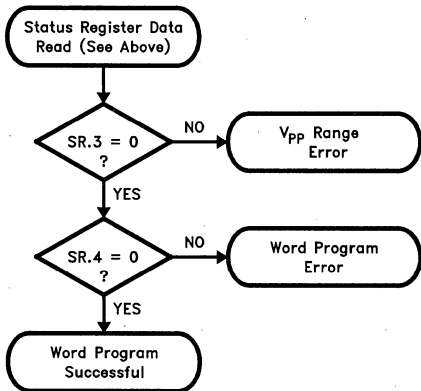 Status Register Data
Read (See Above)
SR.3 = 0
?
NO
VPP Range
Error
YES
SR.4 = 0
?
NO
Word Program
Error
YES
Word Program
Successful